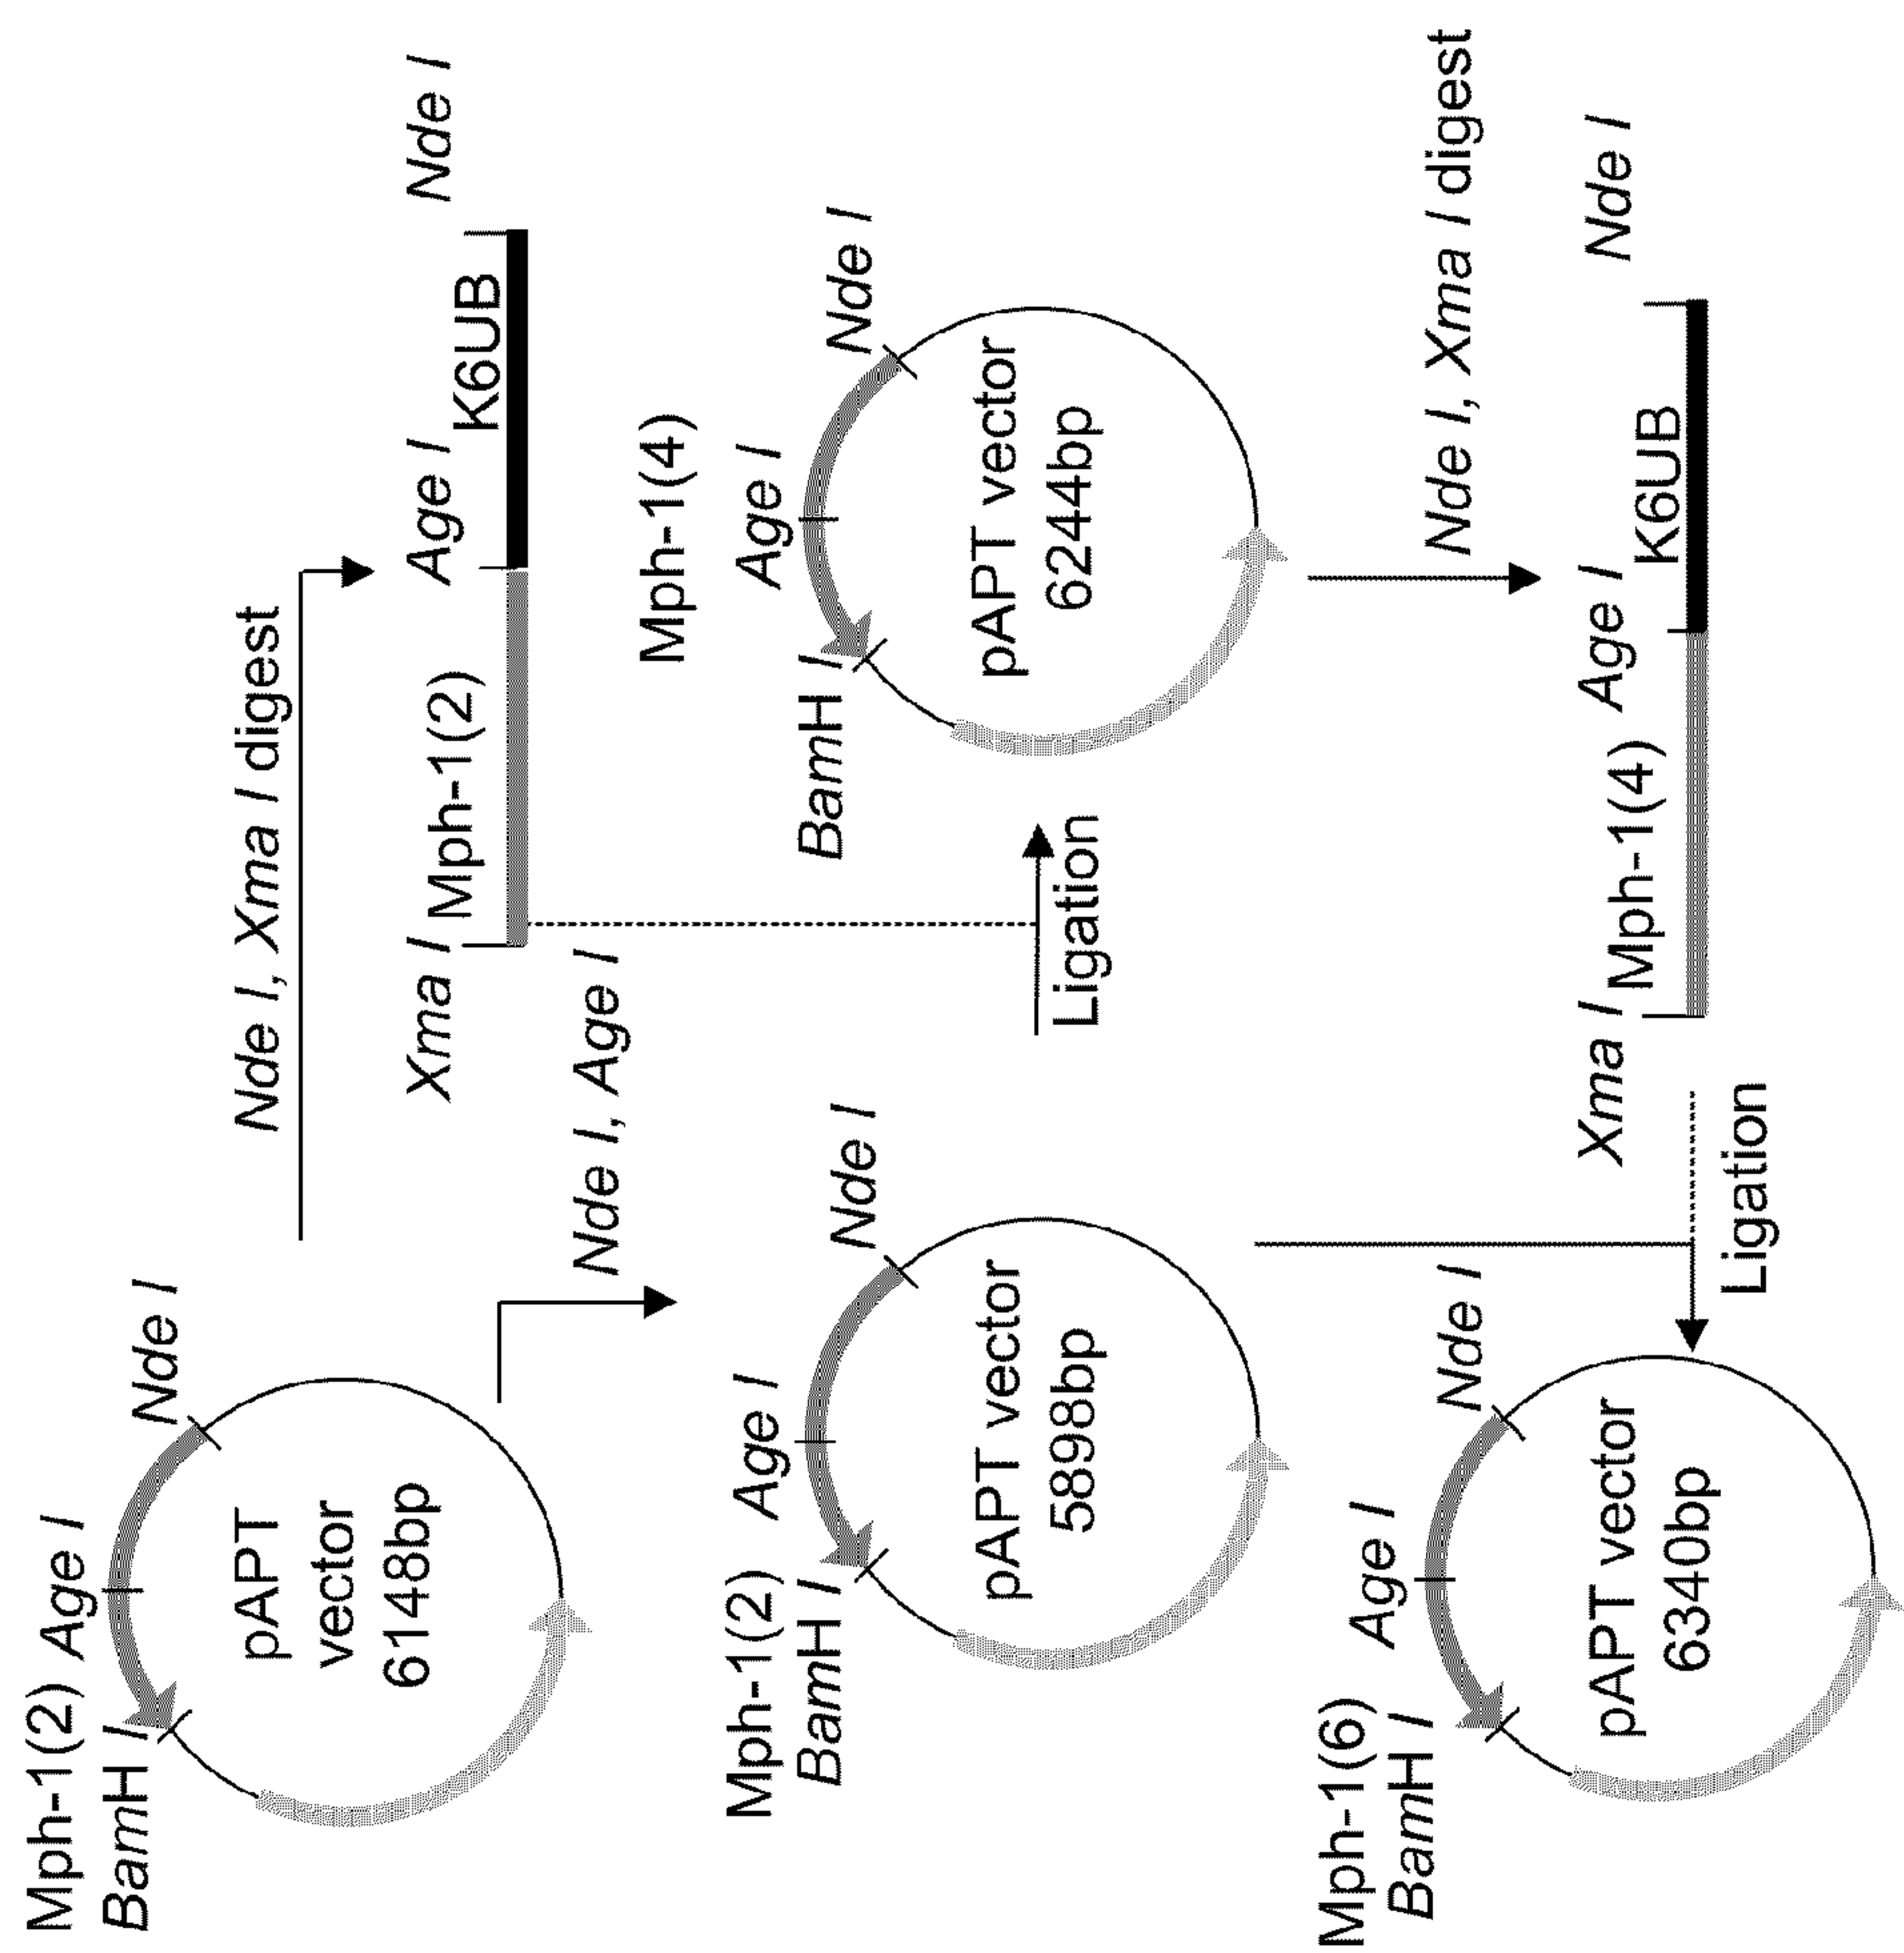 Mph-1(2) Age I
BamH I
Nde I
pAPT
vector
6148bp
Nde I, Xma I digest
Xma I
Mph-1(2)
Age I
K6UB
Nde I
Nde I, Age I
Mph-1(2)
BamH I
Age I
Nde I
pAPT vector
5898bp
Ligation
Mph-1(4)
BamH I
Age I
Nde I
pAPT vector
6244bp
Nde I, Xma I digest
Xma I
Mph-1(4)
Age I
K6UB
Nde I
Ligation
Mph-1(6)
BamH I
Age I
Nde I
pAPT vector
6340bp